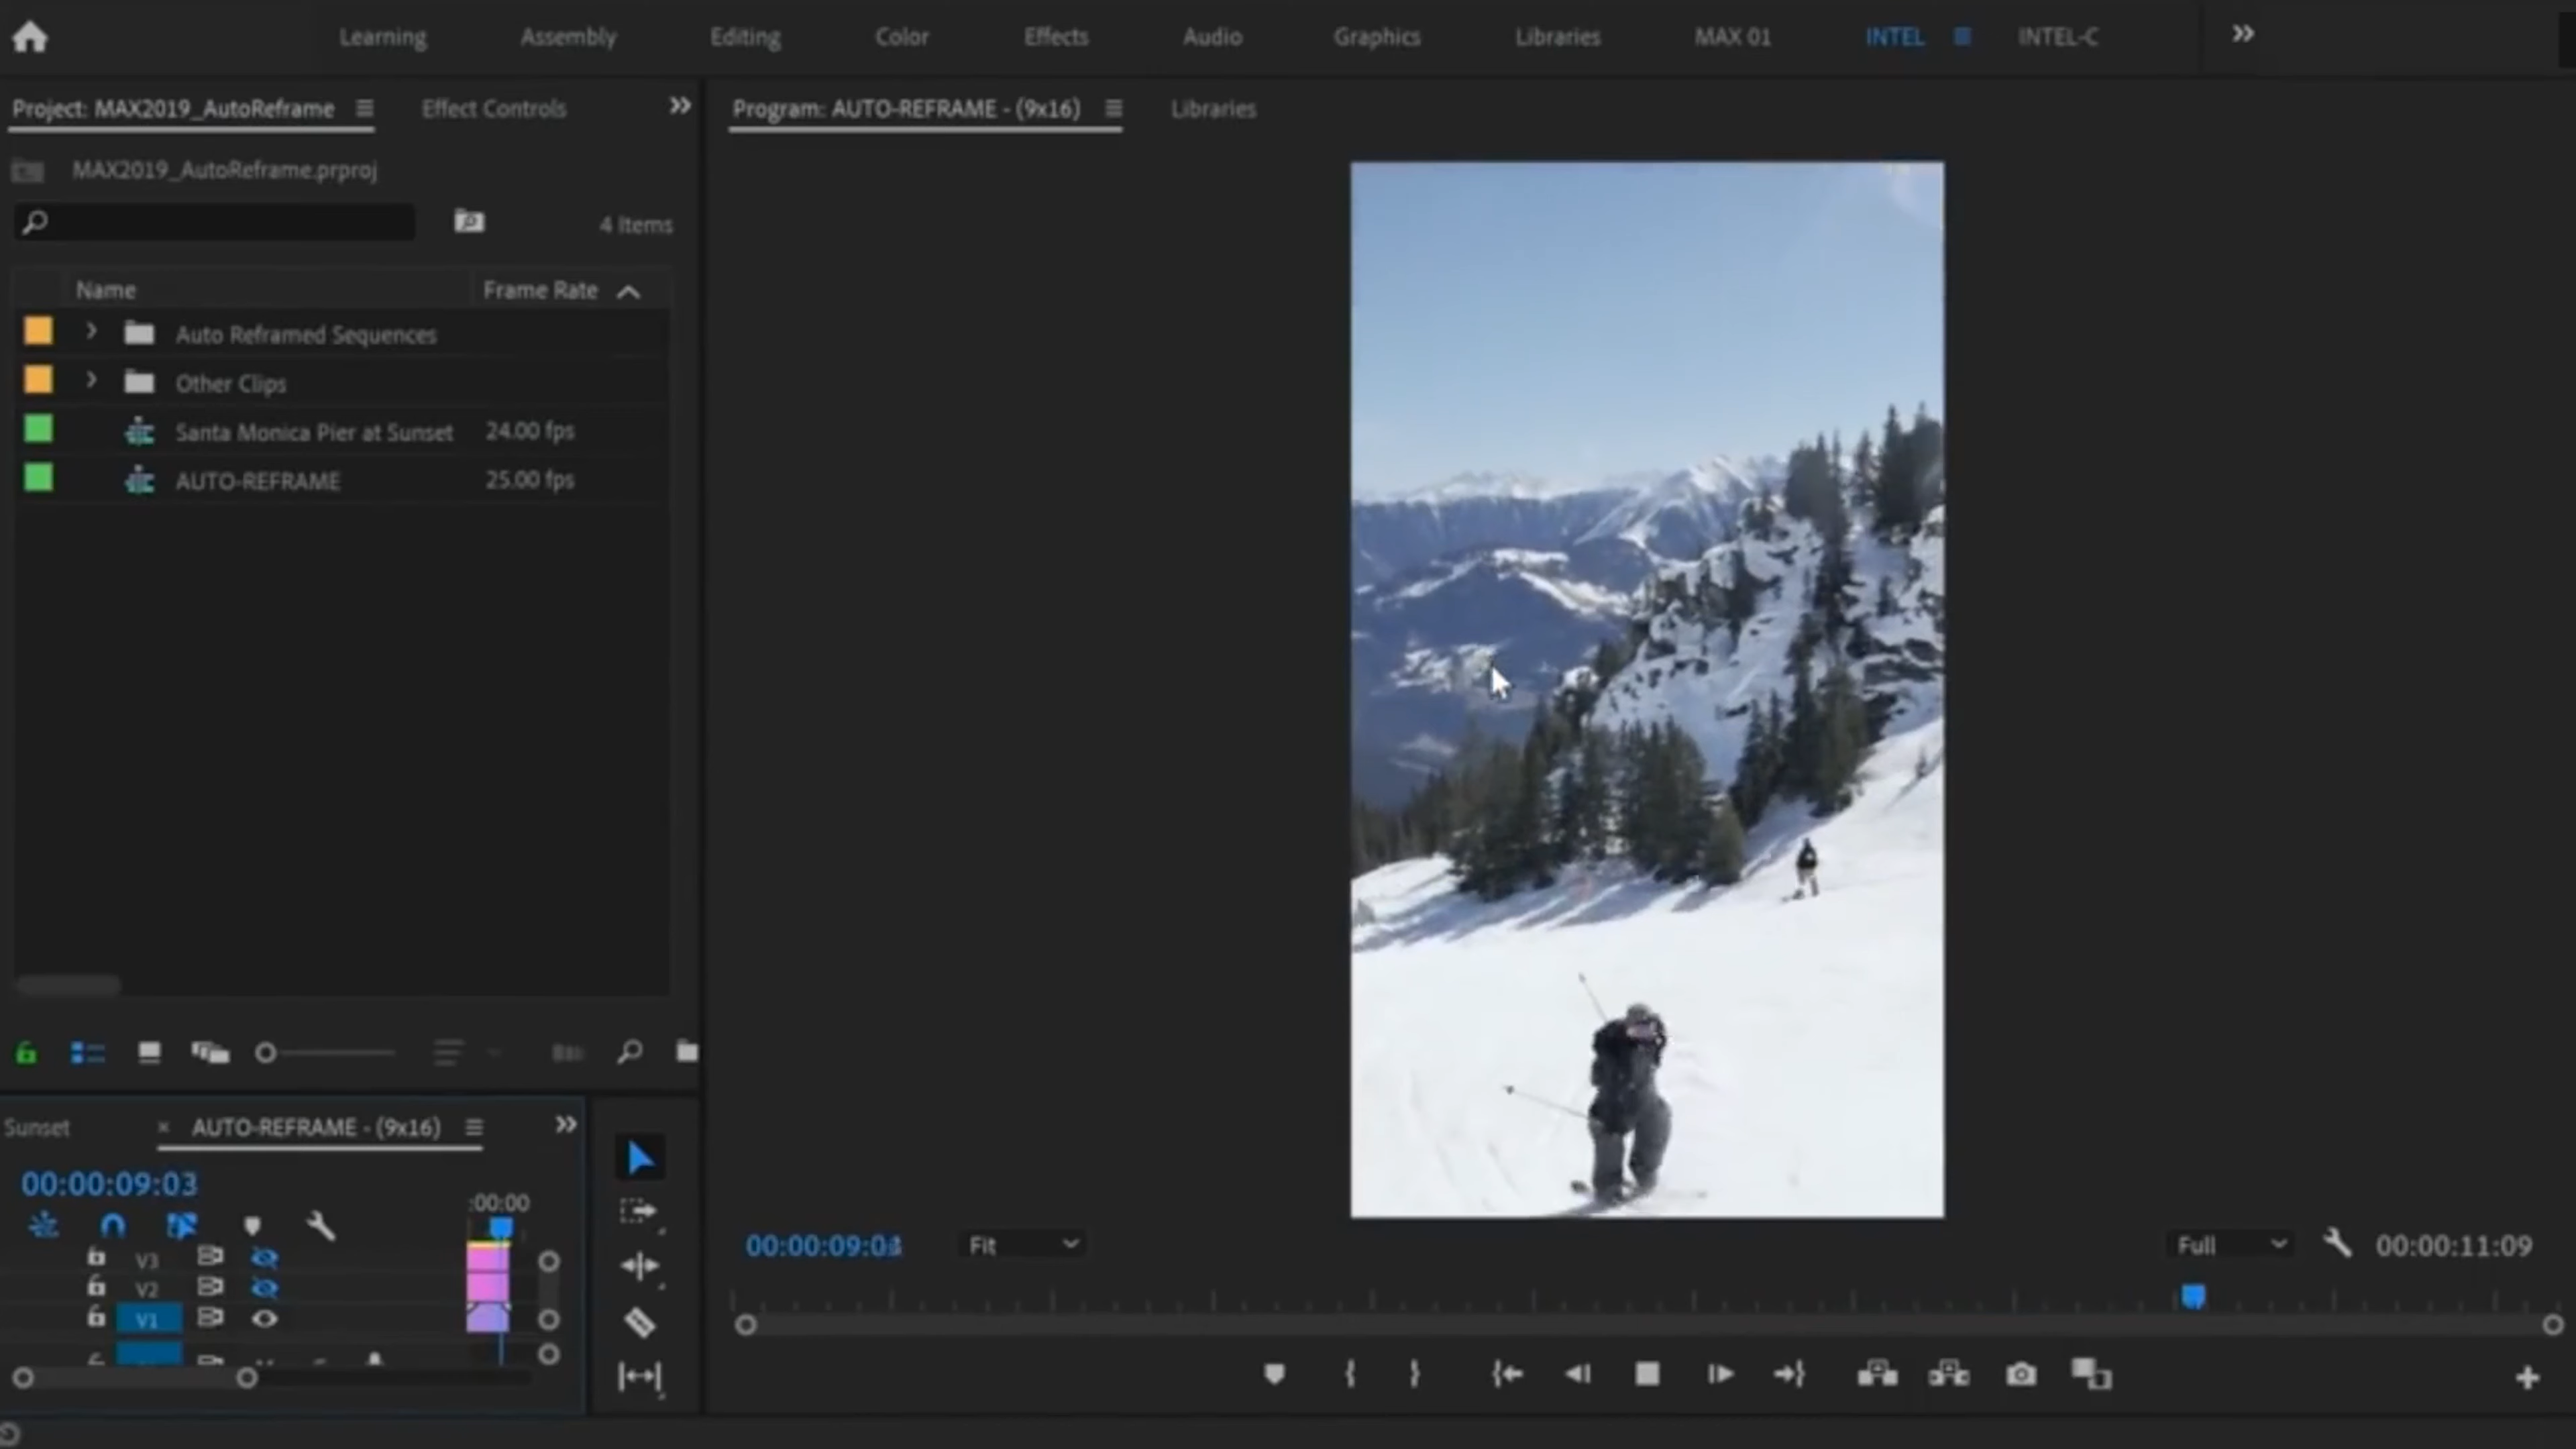 Learning Assembly Editing Color Effects Audio Graphics Libraries MAX 01 INTEL INTEL-C
Project: MAX2019_AutoReframe Effect Controls
MAX2019_AutoReframe.prproj
4 Items
Name Frame Rate
Auto Reframed Sequences
Other Clips
Santa Monica Pier at Sunset 24.00 fps
AUTO-REFRAME 25.00 fps
Program: AUTO-REFRAME - (9x16) Libraries
Sunset × AUTO-REFRAME - (9x16)
00:00:09:03
:00:00
V3
V2
V1
Fit Full 00:00:11:09